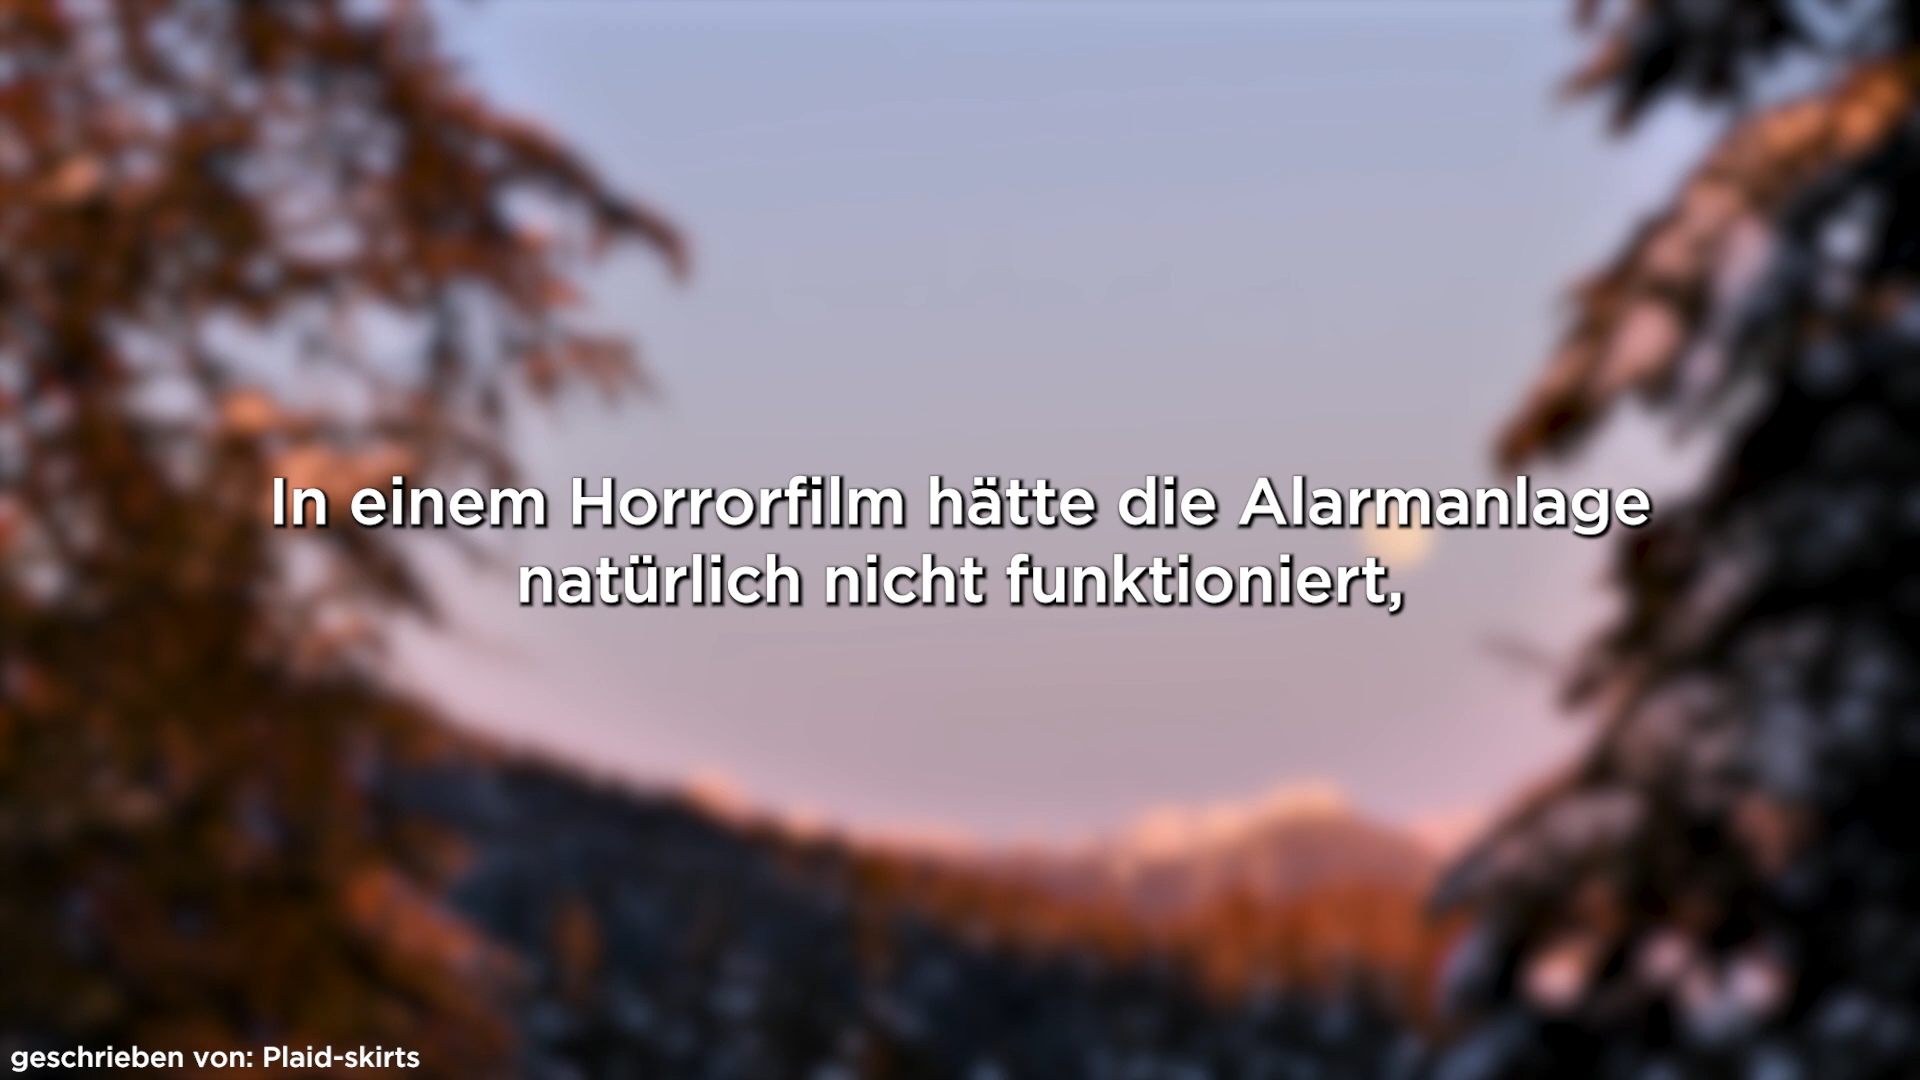 In einem Horrorfilm hätte die Alarmanlage
natürlich nicht funktioniert,
geschrieben von: Plaid-skirts